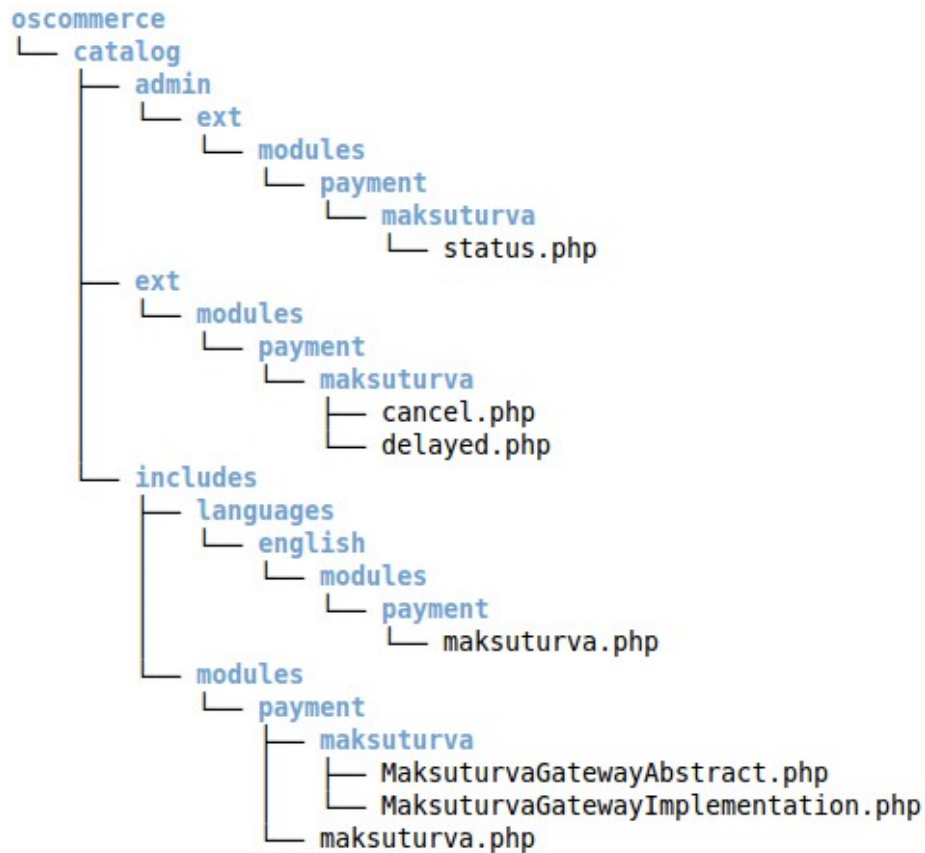 oscommerce
└── catalog
    ├── admin
    │   └── ext
    │       └── modules
    │           └── payment
    │               └── maksuturva
    │                   └── status.php
    ├── ext
    │   └── modules
    │       └── payment
    │           └── maksuturva
    │               ├── cancel.php
    │               └── delayed.php
    └── includes
        ├── languages
        │   └── english
        │       └── modules
        │           └── payment
        │               └── maksuturva.php
        └── modules
            └── payment
                ├── maksuturva
                │   ├── MaksuturvaGatewayAbstract.php
                │   └── MaksuturvaGatewayImplementation.php
                └── maksuturva.php